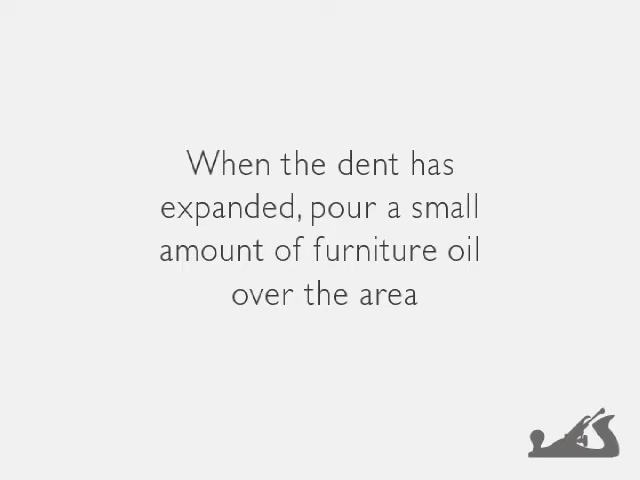 When the dent has
expanded, pour a small
amount of furniture oil
over the area